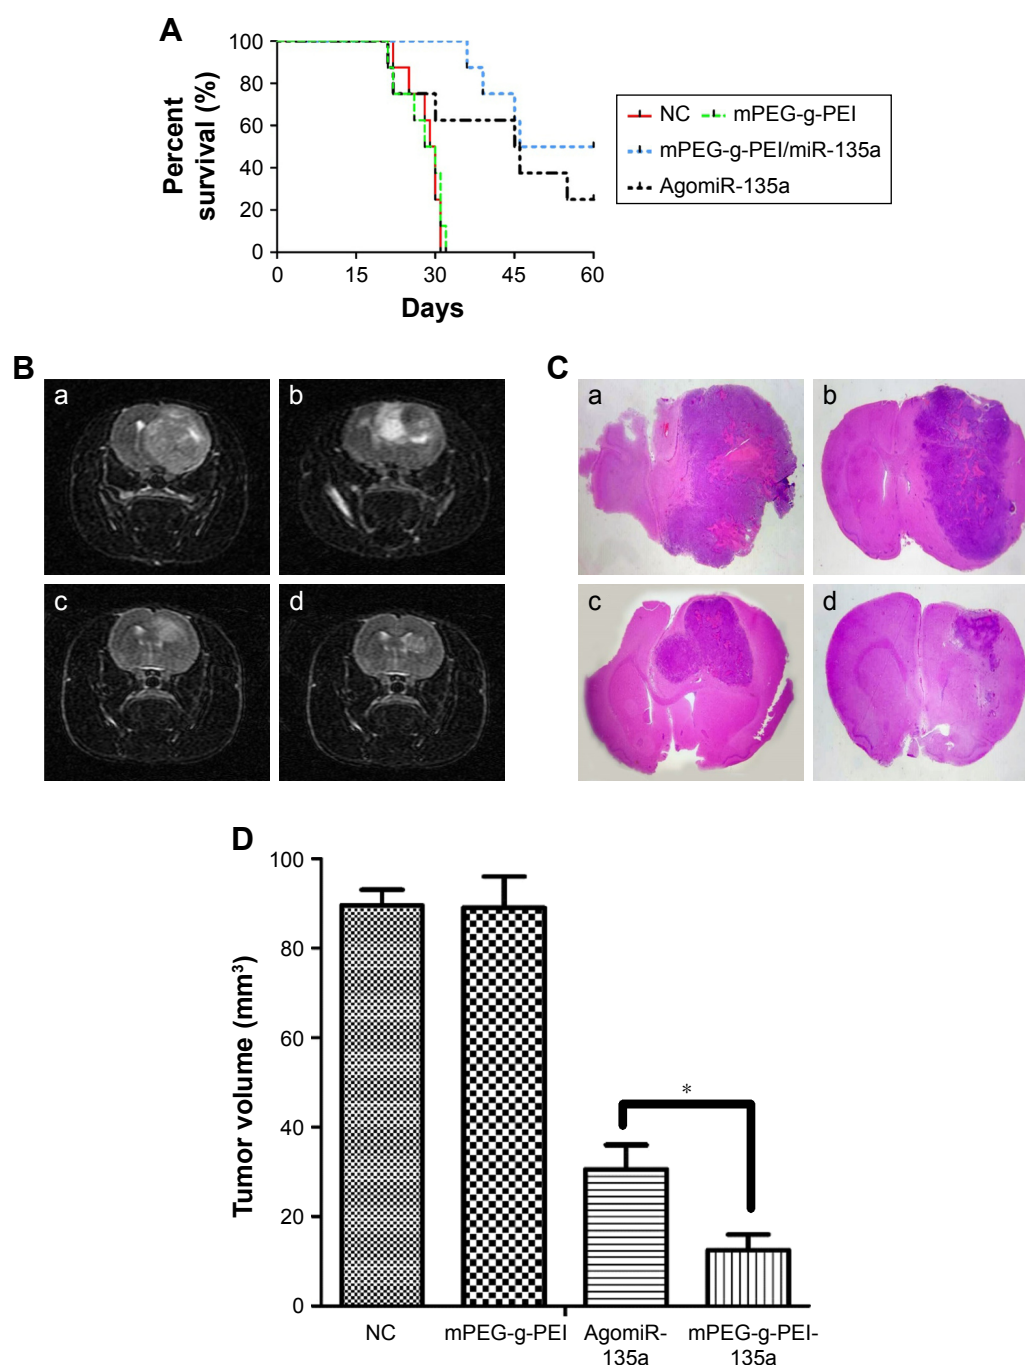 A
Percent
survival (%)
100
80
60
40
20
0
0 15 30 45 60
Days
NC mPEG-g-PEI
mPEG-g-PEI/miR-135a
AgomiR-135a
B
a b
c d
C
a b
c d
D
Tumor volume (mm³)
100
80
60
40
20
0
*
NC mPEG-g-PEI AgomiR- mPEG-g-PEI-
135a 135a